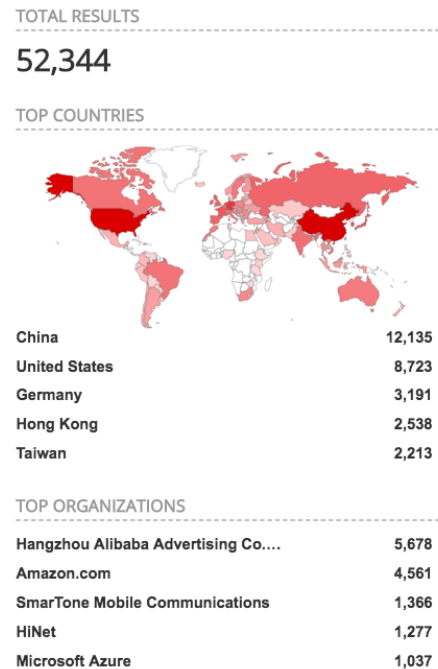 TOTAL RESULTS
52,344
TOP COUNTRIES
China 12,135
United States 8,723
Germany 3,191
Hong Kong 2,538
Taiwan 2,213
TOP ORGANIZATIONS
Hangzhou Alibaba Advertising Co.... 5,678
Amazon.com 4,561
SmarTone Mobile Communications 1,366
HiNet 1,277
Microsoft Azure 1,037